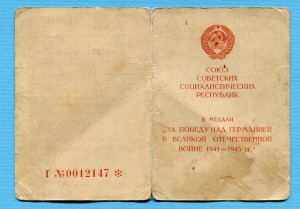 Г №0012147 ✻
СОЮЗ
СОВЕТСКИХ
СОЦИАЛИСТИЧЕСКИХ
РЕСПУБЛИК
К МЕДАЛИ
"ЗА ПОБЕДУ НАД ГЕРМАНИЕЙ
В ВЕЛИКОЙ ОТЕЧЕСТВЕННОЙ
ВОЙНЕ 1941–1945 гг."